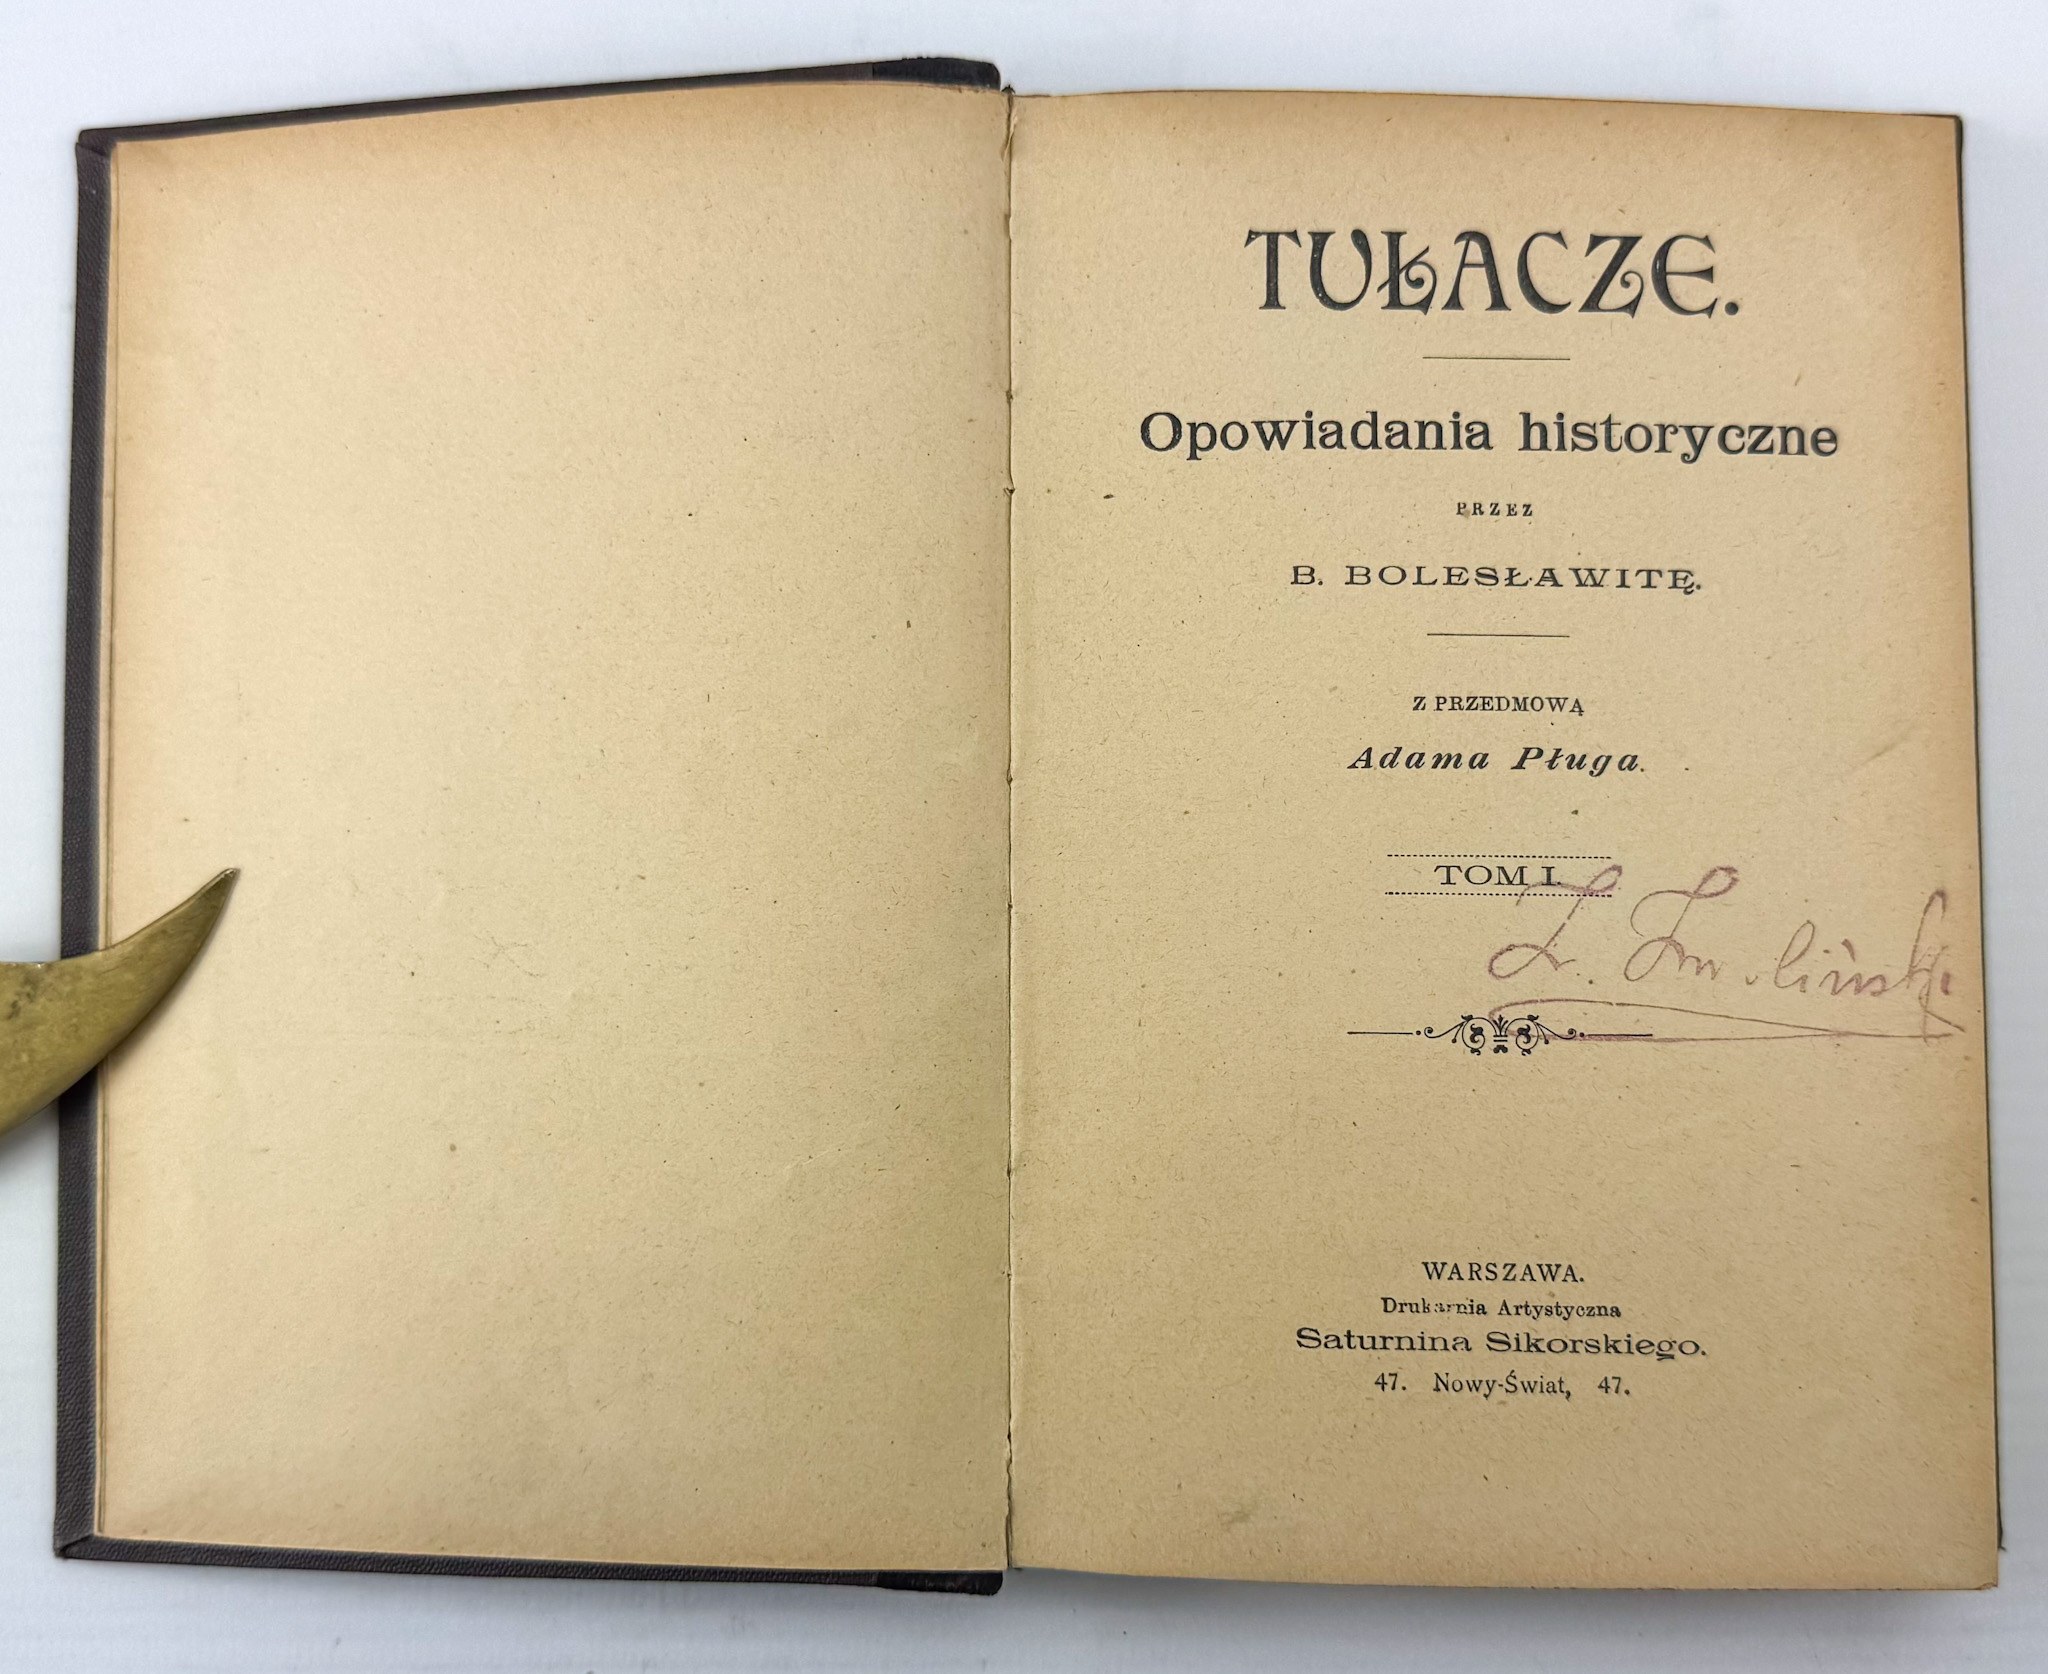 TUŁACZE.
Opowiadania historyczne
PRZEZ
B. BOLESŁAWITĘ.
Z PRZEDMOWĄ
Adama Pługa.
TOM I.
WARSZAWA.
Drukarnia Artystyczna
Saturnina Sikorskiego.
47. Nowy-Świat, 47.